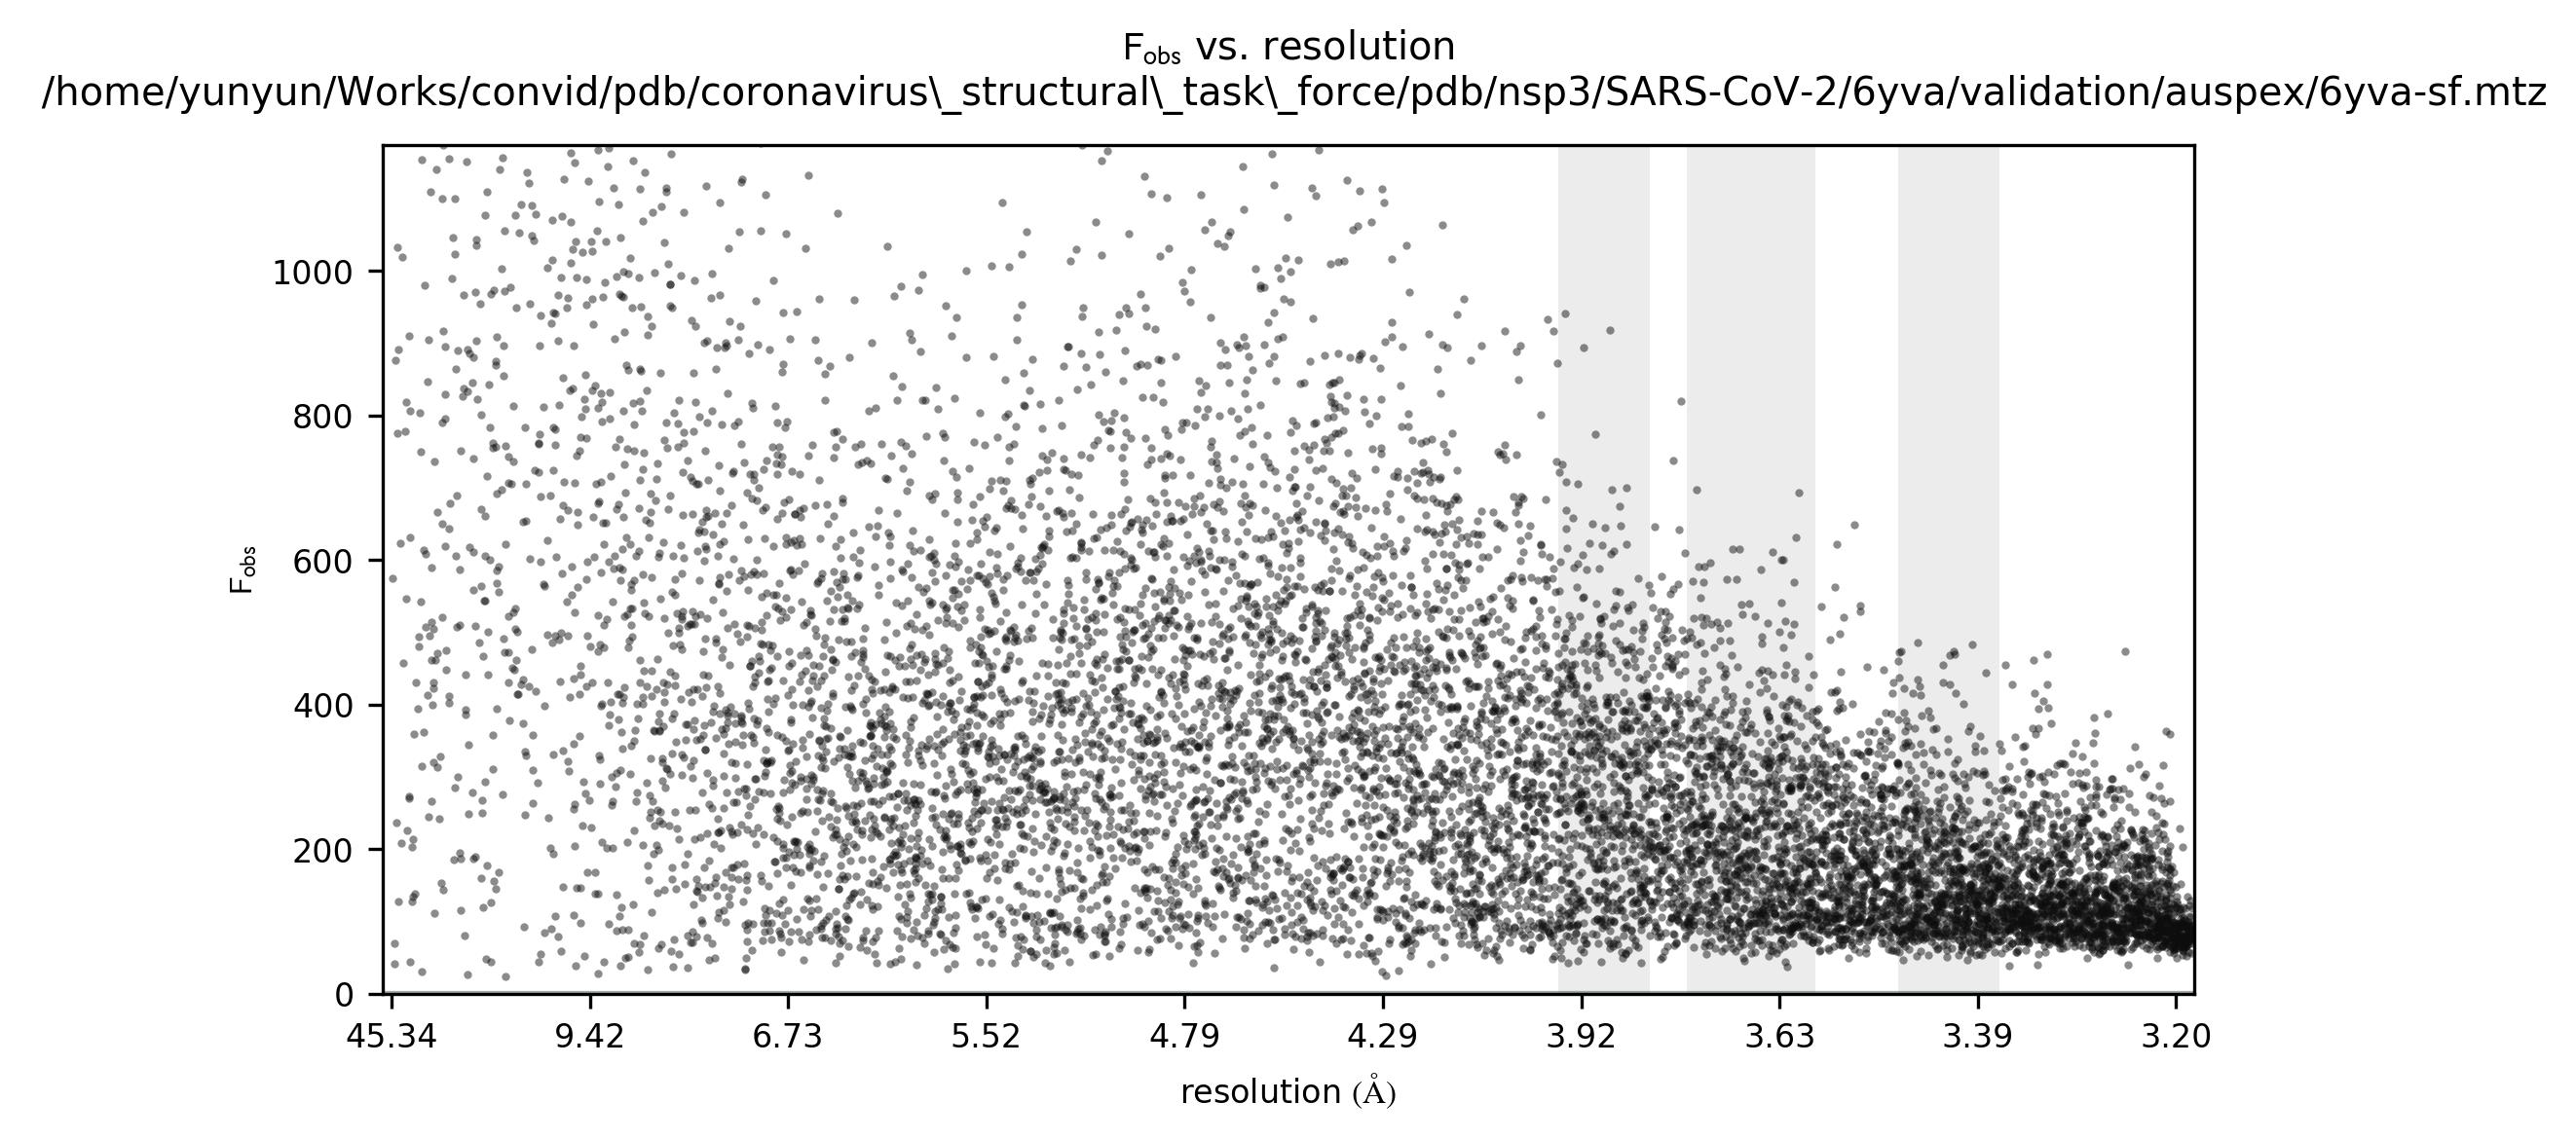 Fobs vs. resolution
/home/yunyun/Works/convid/pdb/coronavirus\_structural\_task\_force/pdb/nsp3/SARS-CoV-2/6yva/validation/auspex/6yva-sf.mtz
1000
800
600
400
200
0
Fobs
45.34 9.42 6.73 5.52 4.79 4.29 3.92 3.63 3.39 3.20
resolution (Å)